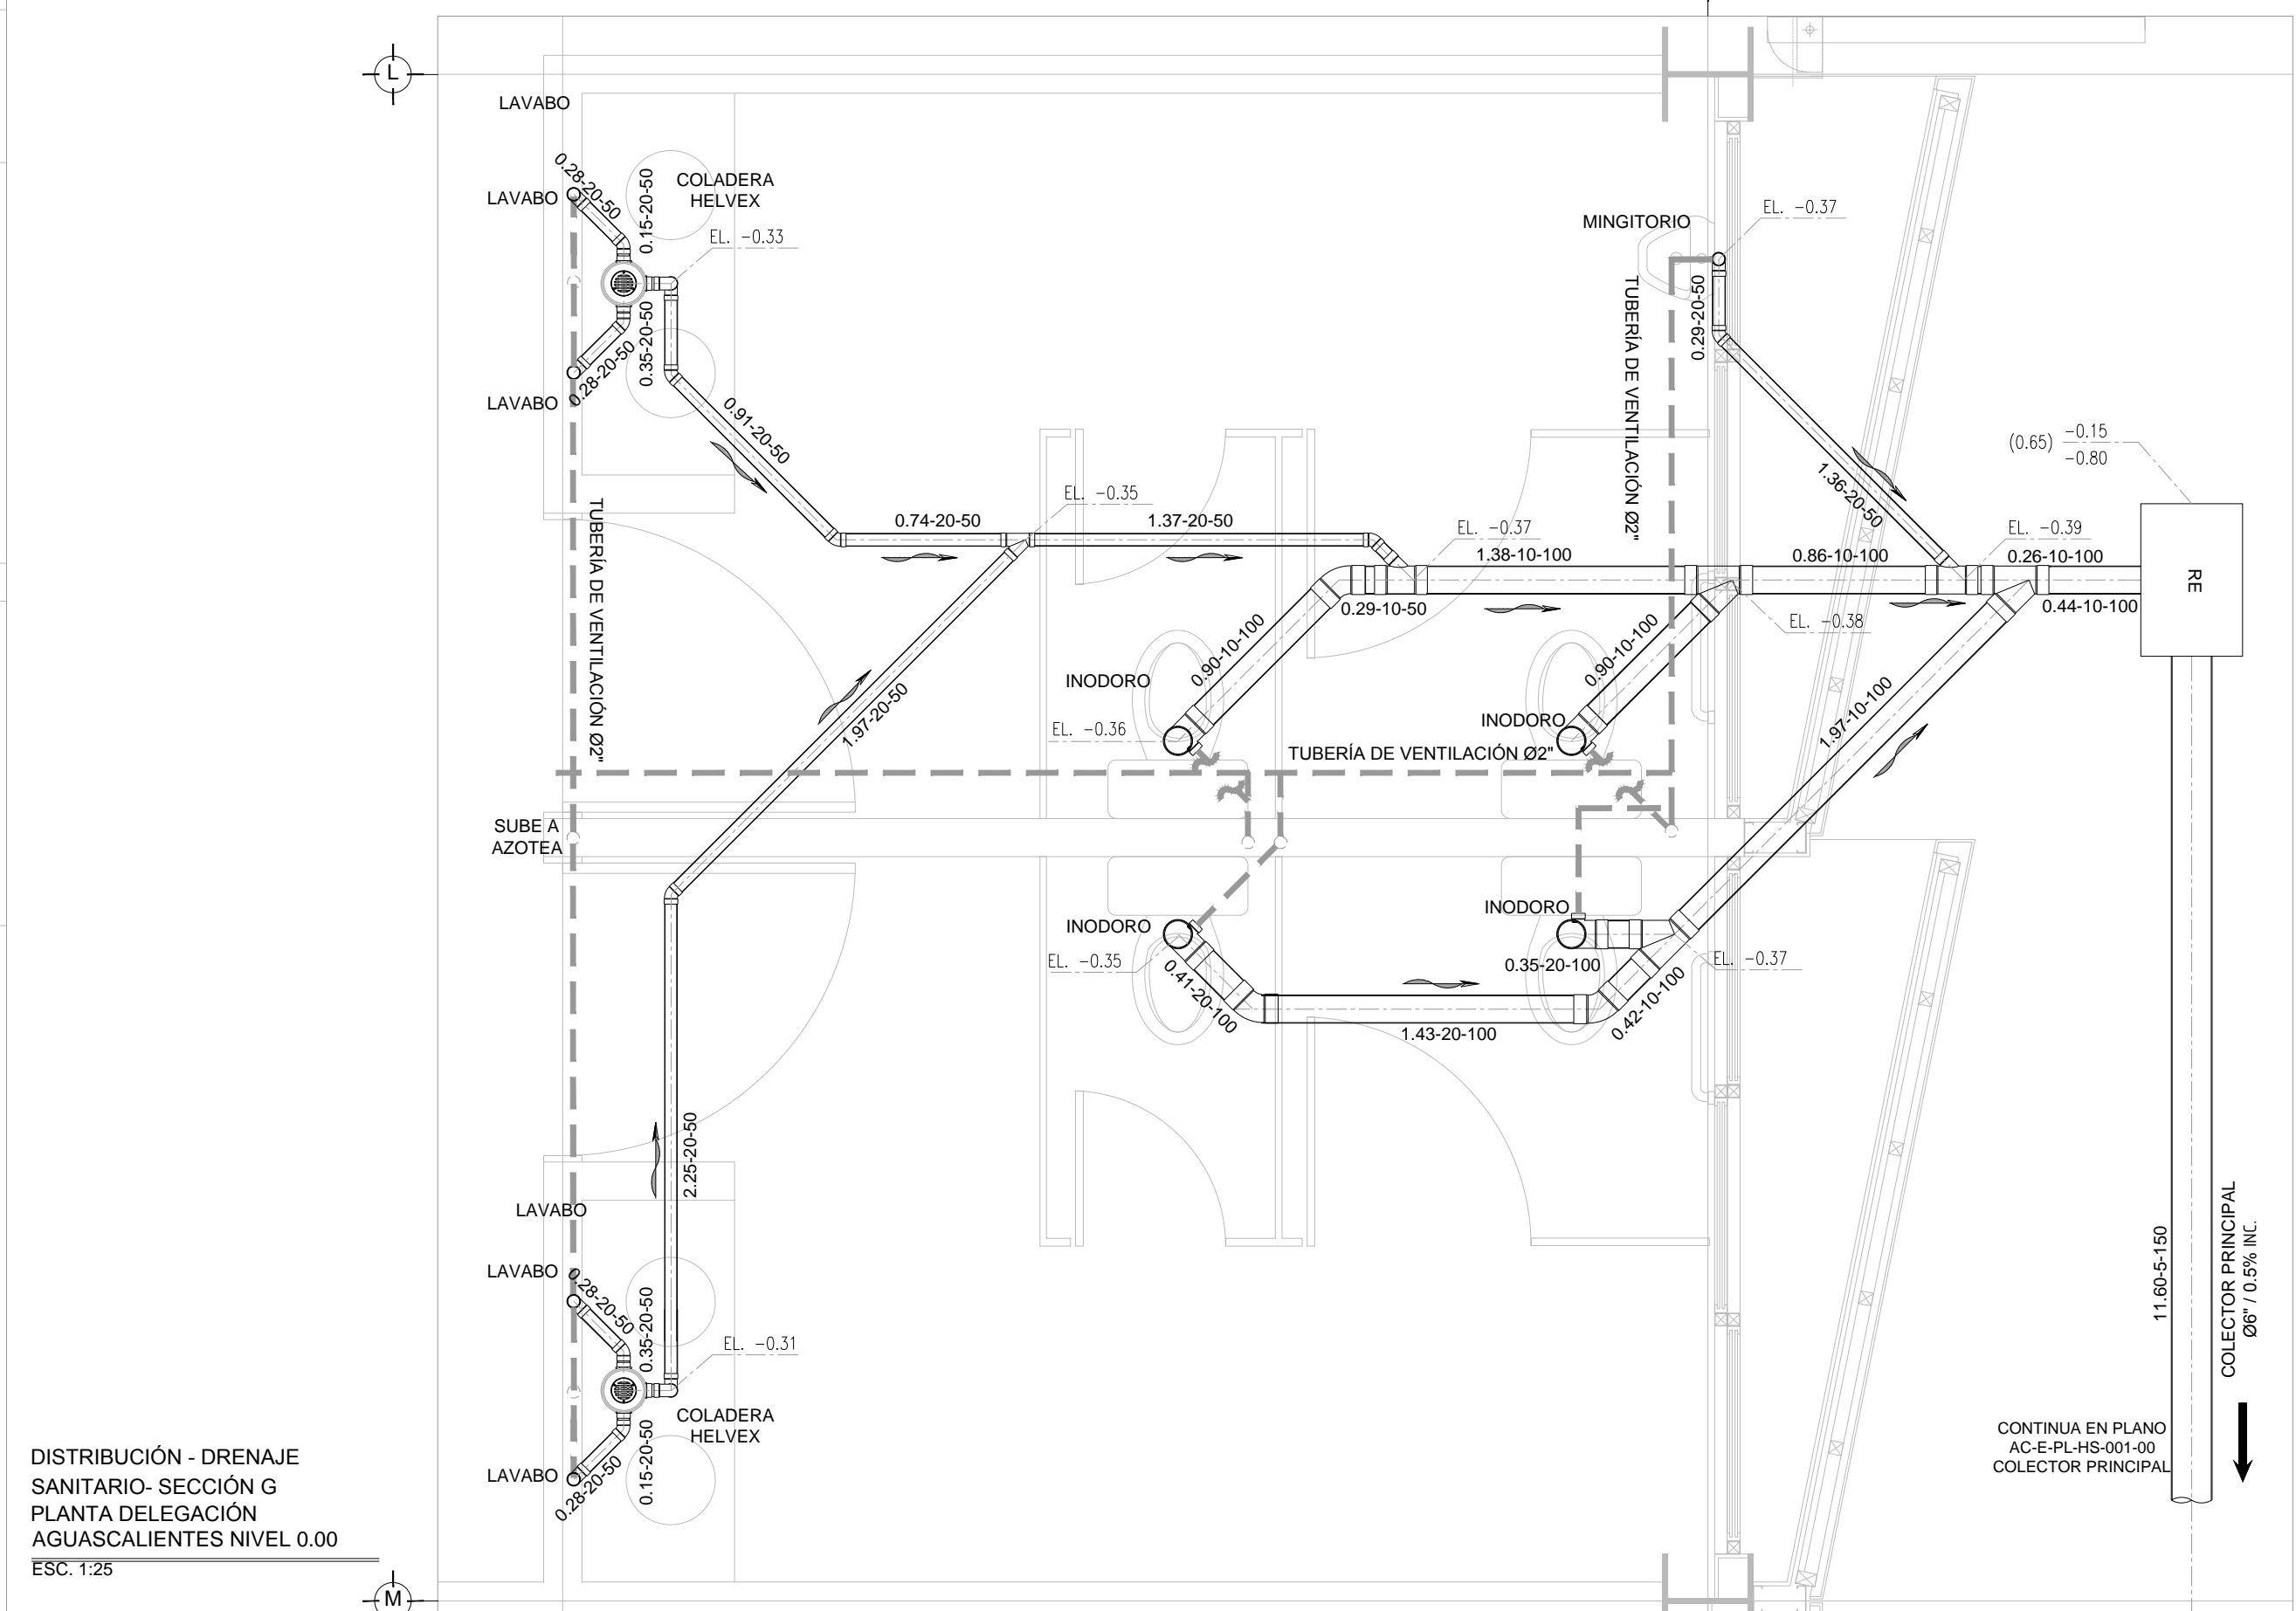 L
LAVABO
0.28-20-50
LAVABO
0.15-20-50
COLADERA
HELVEX
EL. -0.33
0.35-20-50
0.28-20-50
LAVABO
0.91-20-50
MINGITORIO
EL. -0.37
0.29-20-50
TUBERÍA DE VENTILACIÓN Ø2"
1.36-20-50
(0.65)
-0.15
-0.80
TUBERÍA DE VENTILACIÓN Ø2"
0.74-20-50
EL. -0.35
1.37-20-50
EL. -0.37
1.38-10-100
0.86-10-100
EL. -0.39
0.26-10-100
RE
0.29-10-50
0.44-10-100
EL. -0.38
0.90-10-100
0.90-10-100
INODORO
EL. -0.36
INODORO
1.97-20-50
1.97-10-100
TUBERÍA DE VENTILACIÓN Ø2"
SUBE A
AZOTEA
INODORO
EL. -0.35
0.41-20-100
INODORO
0.35-20-100
EL. -0.37
0.42-10-100
1.43-20-100
2.25-20-50
LAVABO
LAVABO
0.28-20-50
0.35-20-50
EL. -0.31
COLADERA
HELVEX
0.15-20-50
LAVABO
0.28-20-50
11.60-5-150
COLECTOR PRINCIPAL
Ø6" / 0.5% INC.
CONTINUA EN PLANO
AC-E-PL-HS-001-00
COLECTOR PRINCIPAL
DISTRIBUCIÓN - DRENAJE
SANITARIO- SECCIÓN G
PLANTA DELEGACIÓN
AGUASCALIENTES NIVEL 0.00
ESC. 1:25
M